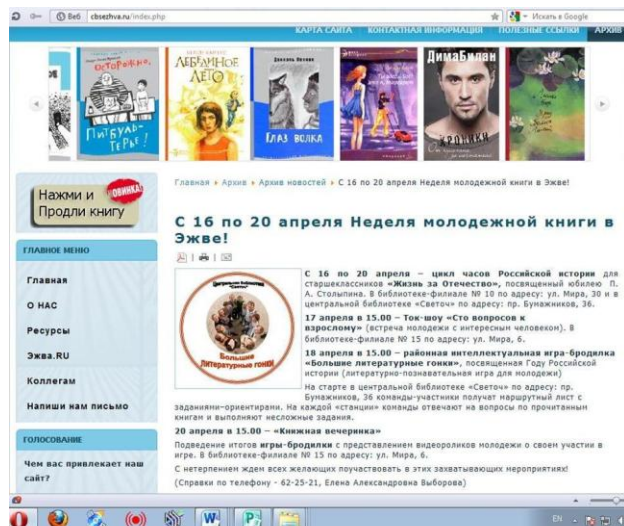 Веб cbsezhva.ru/index.php
Искать в Google
КАРТА САЙТА КОНТАКТНАЯ ИНФОРМАЦИЯ ПОЛЕЗНЫЕ ССЫЛКИ АРХИВ
ОСТОРОЖНО,
ПИТБУЛЬ-
ТЕРЬЕР!
ЛЕБЕДИНОЕ
ЛЕТО
ГЛАЗ ВОЛКА
ДимаБилан
ХРОНИКИ
Нажми и
Продли книгу
НОВИНКА!
Главная Архив Архив новостей С 16 по 20 апреля Неделя молодежной книги в Эжве!
С 16 по 20 апреля Неделя молодежной книги в
Эжве!
ГЛАВНОЕ МЕНЮ
Главная
О НАС
Ресурсы
Эжва.RU
Коллегам
Напиши нам письмо
ГОЛОСОВАНИЕ
Чем вас привлекает наш
сайт?
Центральная библиотека
"Светоч"
Большие
ЛИТЕРАТУРНЫЕ ГОНКИ
С 16 по 20 апреля – цикл часов Российской истории для
старшеклассников «Жизнь за Отечество», посвященный юбилею П.
А. Столыпина. В библиотеке-филиале № 10 по адресу: ул. Мира, 30 и в
центральной библиотеке «Светоч» по адресу: пр. Бумажников, 36.
17 апреля в 15.00 – Ток-шоу «Сто вопросов к
взрослому» (встреча молодежи с интересным человеком). В
библиотеке-филиале № 15 по адресу: ул. Мира, 6.
18 апреля в 15.00 – районная интеллектуальная игра-бродилка
«Большие литературные гонки», посвященная Году Российской
истории (литературно-познавательная игра для молодежи)
На старте в центральной библиотеке «Светоч» по адресу: пр.
Бумажников, 36 команды-участники получат маршрутный лист с
заданиями-ориентирами. На каждой «станции» команды отвечают на вопросы по прочитанным
книгам и выполняют несложные задания.
20 апреля в 15.00 – «Книжная вечеринка»
Подведение итогов игры-бродилки с представлением видеороликов молодежи о своем участии в
игре. В библиотеке-филиале № 15 по адресу: ул. Мира, 6.
С нетерпением ждем всех желающих поучаствовать в этих захватывающих мероприятиях!
(Справки по телефону - 62-25-21, Елена Александровна Выборова)
EN